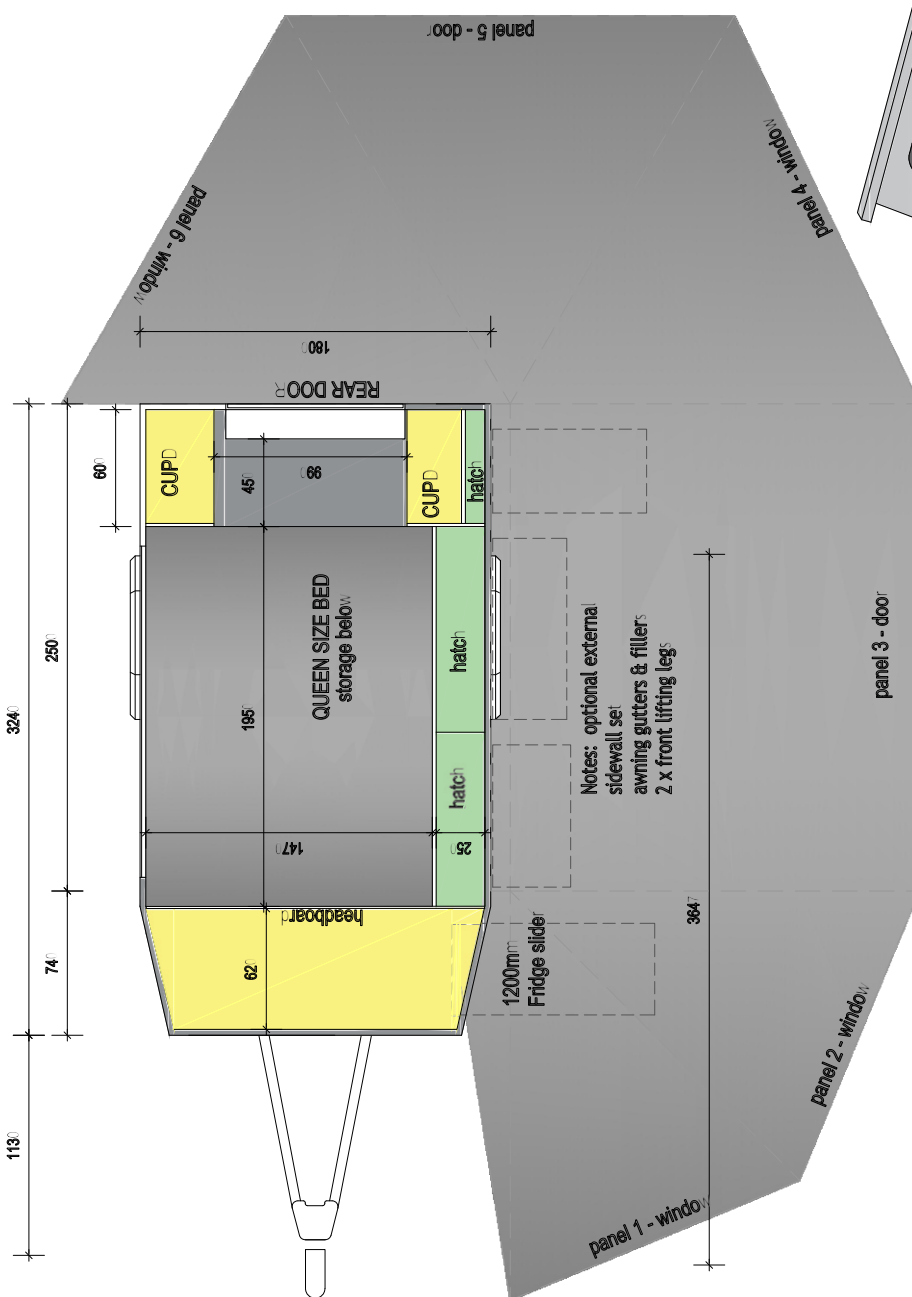 panel 5 - door
panel 6 - window
panel 4 - window
1800
REAR DOOR
600
CUPD
450
990
CUPD
hatch
3240
2500
QUEEN SIZE BED
storage below
1950
hatch
hatch
1470
250
Notes: optional external
sidewall set
awning gutters & fillers
2 x front lifting legs
panel 3 - door
3647
740
headboard
620
1200mm
Fridge slider
panel 2 - window
1130
panel 1 - window